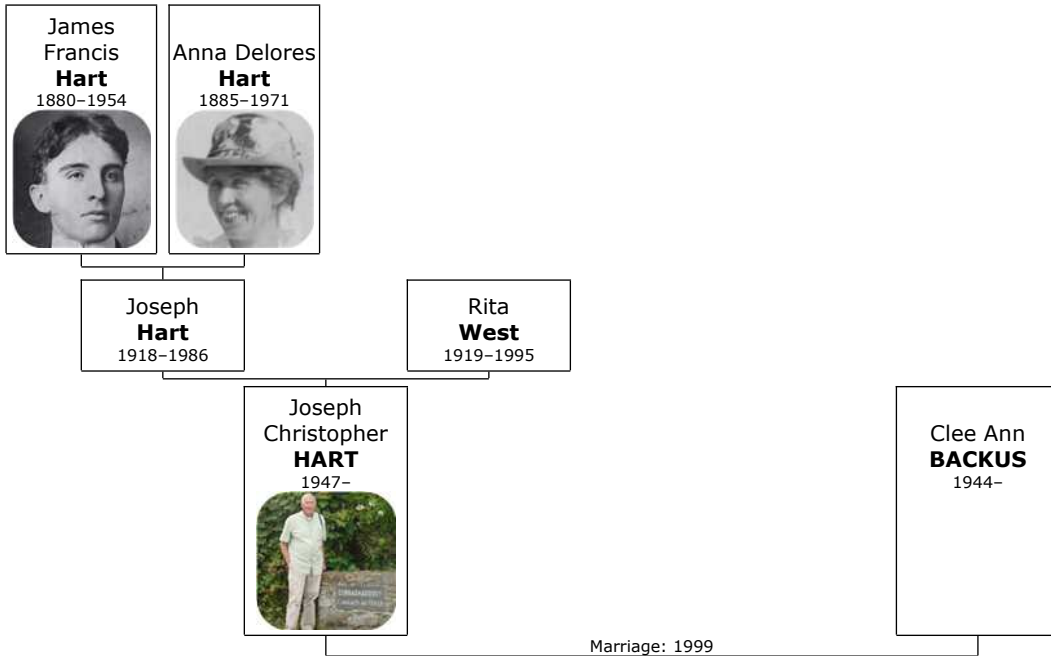 James
Francis
Hart
1880–1954
Anna Delores
Hart
1885–1971
Joseph
Hart
1918–1986
Rita
West
1919–1995
Joseph
Christopher
HART
1947–
Clee Ann
BACKUS
1944–
Marriage: 1999